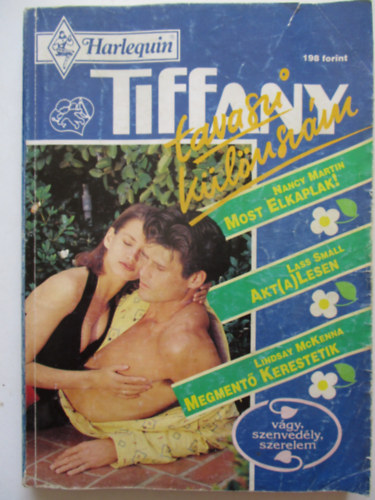 Harlequin®
198 forint
TIFFANY
tavaszi
különszám
NANCY MARTIN
MOST ELKAPLAK!
LASS SMALL
AKT(A)LESEN
LINDSAY MCKENNA
MEGMENTŐ KERESTETIK
vágy,
szenvedély,
szerelem